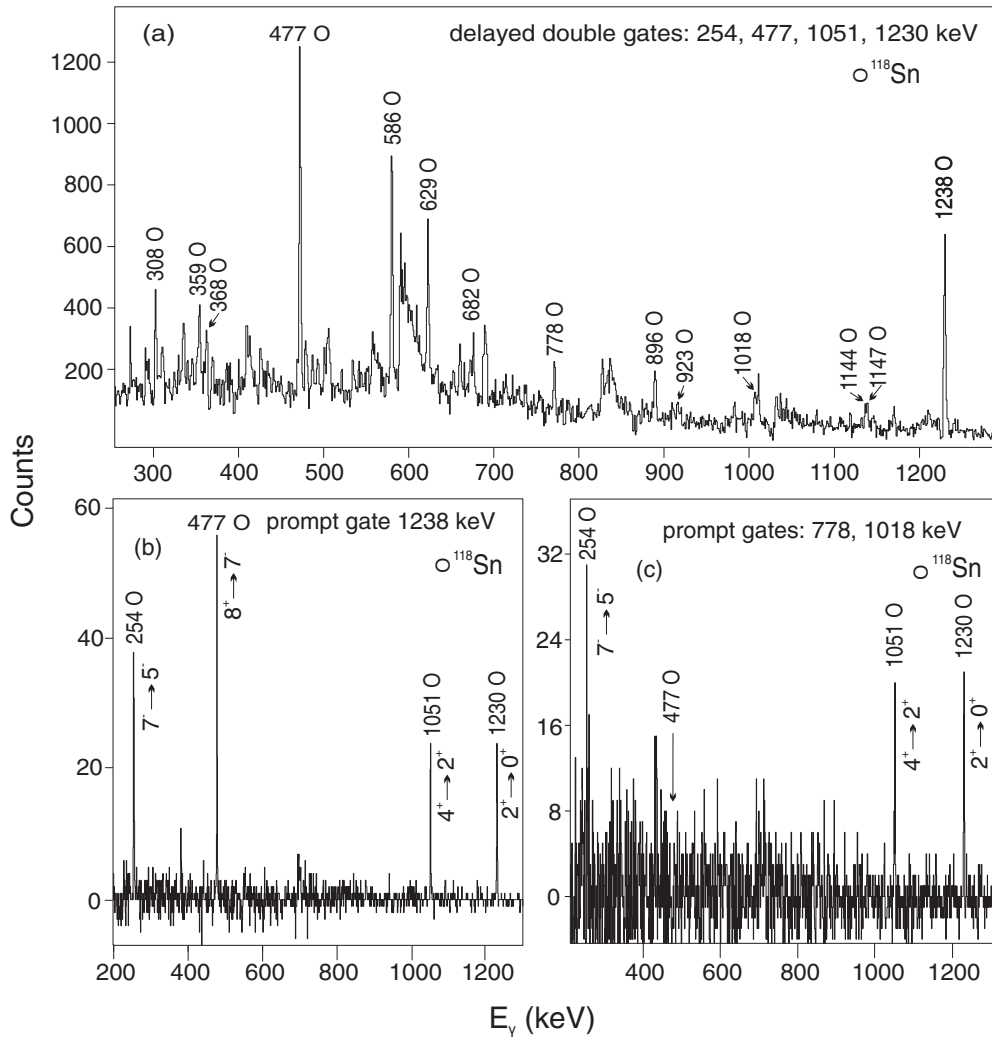 (a)
delayed double gates: 254, 477, 1051, 1230 keV
O ¹¹⁸Sn
477 O
586 O
629 O
308 O
359 O
368 O
682 O
778 O
896 O
923 O
1018 O
1144 O
1147 O
1238 O
1200
1000
800
600
400
200
300 400 500 600 700 800 900 1000 1100 1200
Counts
(b)
477 O
prompt gate 1238 keV
O ¹¹⁸Sn
254 O
7⁻→5⁻
8⁺→7⁻
1051 O
4⁺→2⁺
1230 O
2⁺→0⁺
60
40
20
0
200 400 600 800 1000 1200
(c)
prompt gates: 778, 1018 keV
O ¹¹⁸Sn
254 O
7⁻→5⁻
477 O
1051 O
4⁺→2⁺
1230 O
2⁺→0⁺
32
24
16
8
0
400 600 800 1000 1200
Eᵧ (keV)